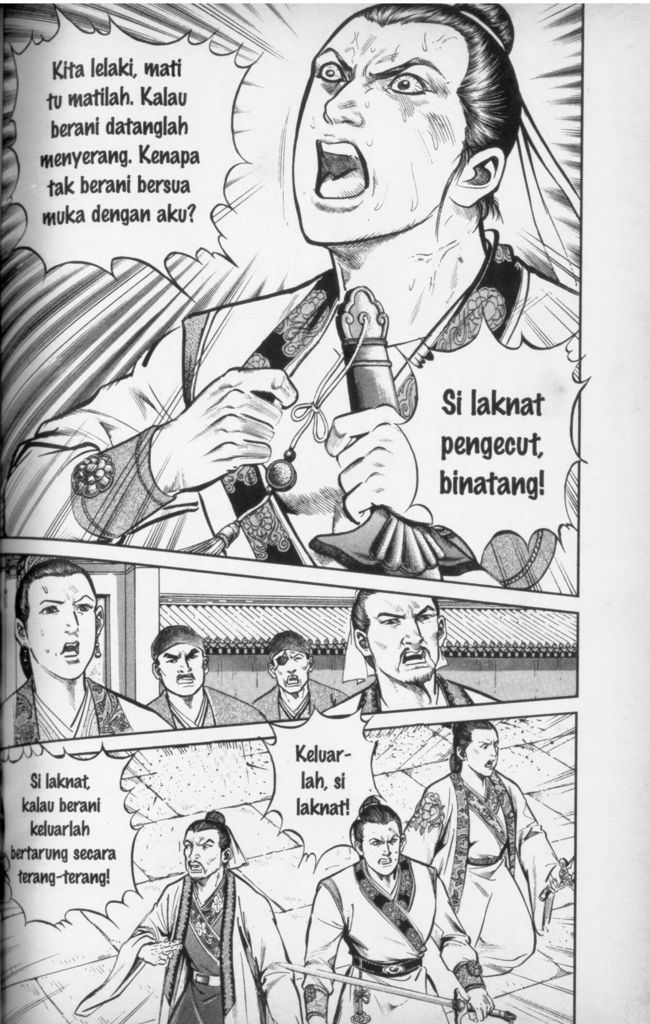 Kita lelaki, mati
tu matilah. Kalau
berani datanglah
menyerang. Kenapa
tak berani bersua
muka dengan aku?
Si laknat
pengecut,
binatang!
Keluar-
lah, si
laknat!
Si laknat,
kalau berani
keluarlah
bertarung secara
terang-terang!